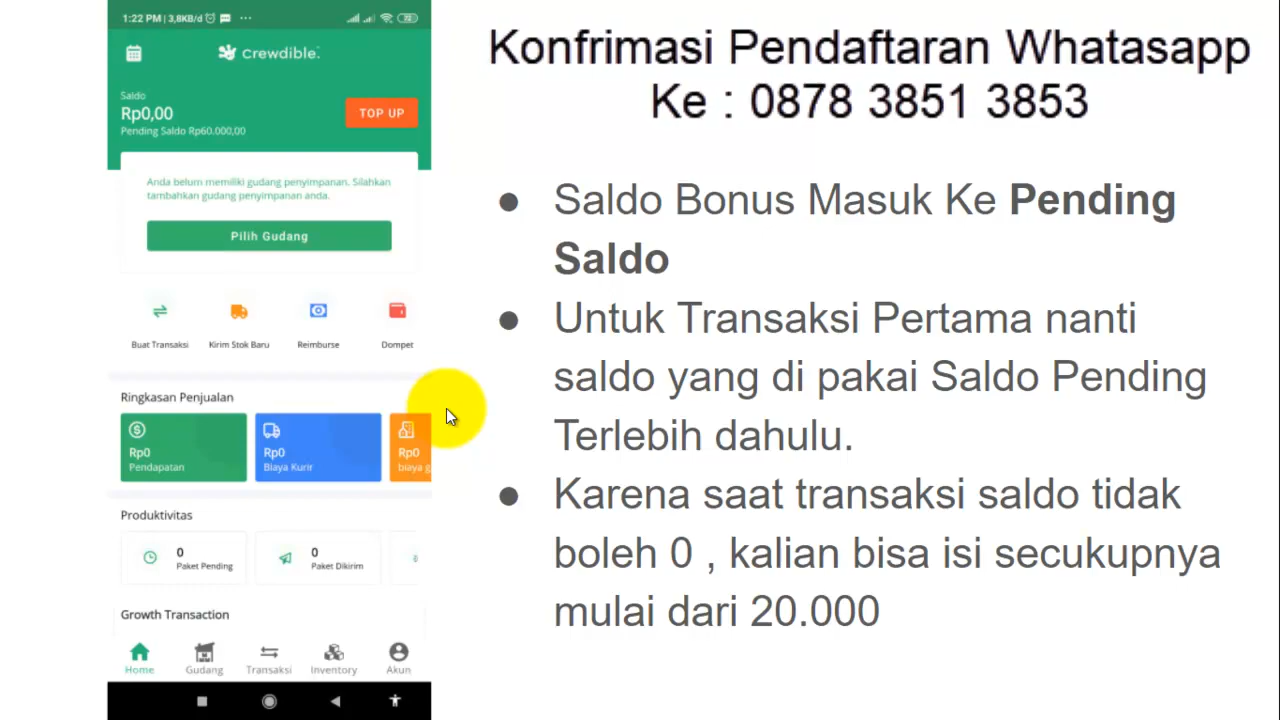 1:22 PM | 3,8KB/d
Crewdible.
Saldo
Rp0,00
TOP UP
Pending Saldo Rp60.000,00
Anda belum memiliki gudang penyimpanan. Silahkan
tambahkan gudang penyimpanan anda.
Pilih Gudang
Buat Transaksi
Kirim Stok Baru
Reimburse
Dompet
Ringkasan Penjualan
Rp0
Pendapatan
Rp0
Biaya Kurir
Rp0
biaya g
Produktivitas
0
Paket Pending
0
Paket Dikirim
Growth Transaction
Home
Gudang
Transaksi
Inventory
Akun
Konfrimasi Pendaftaran Whatasapp
Ke : 0878 3851 3853
● Saldo Bonus Masuk Ke Pending
Saldo
● Untuk Transaksi Pertama nanti
saldo yang di pakai Saldo Pending
Terlebih dahulu.
● Karena saat transaksi saldo tidak
boleh 0 , kalian bisa isi secukupnya
mulai dari 20.000